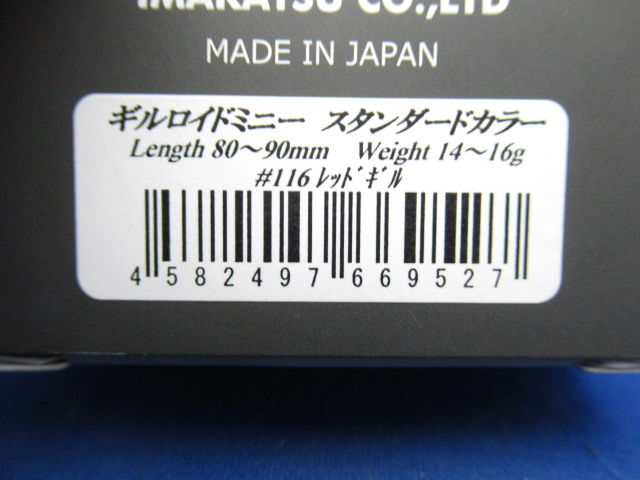 IMAKATSU CO.,LTD
MADE IN JAPAN
ギルロイドミニー スタンダードカラー
Length 80～90mm Weight 14～16g
#116 ﾚｯﾄﾞｷﾞﾙ
4 582497 669527